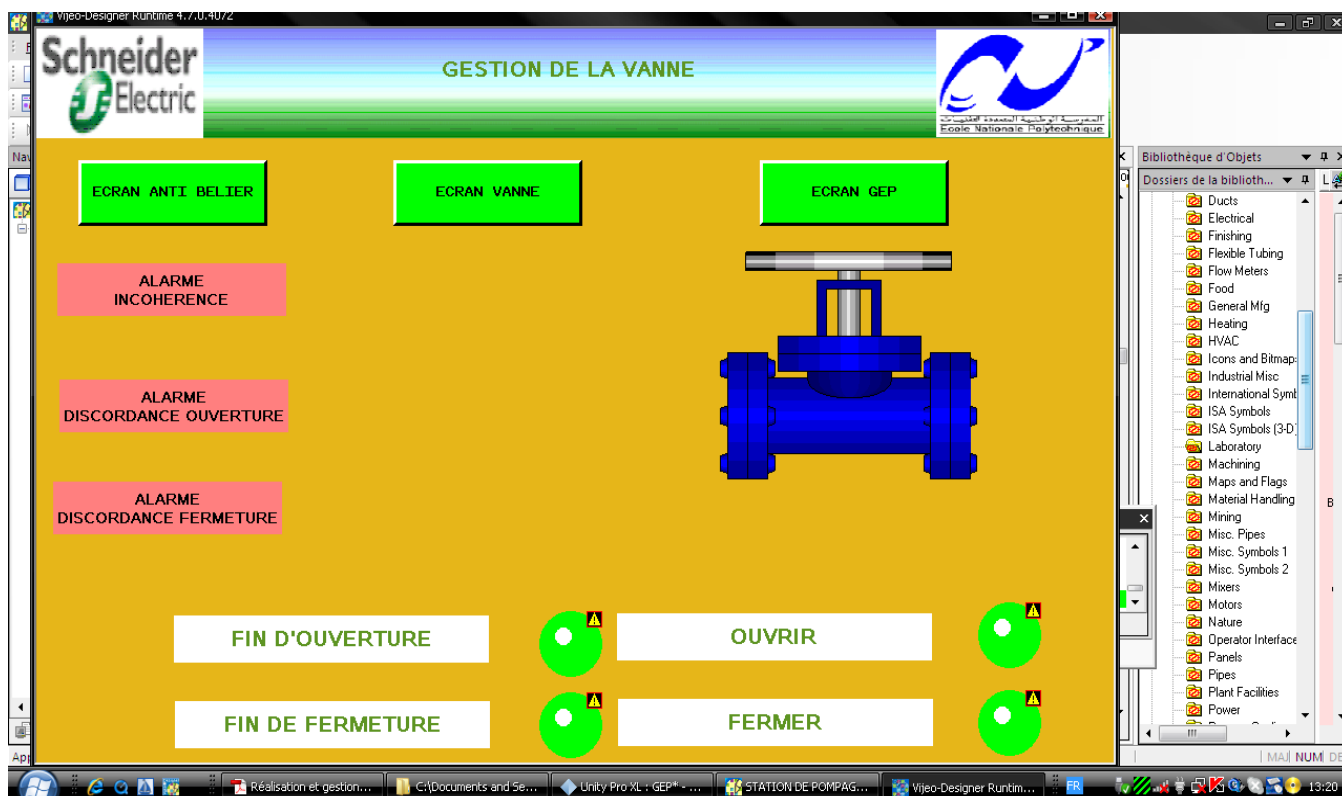 Vijeo-Designer Runtime 4.7.0.4072
Schneider
Electric
GESTION DE LA VANNE
Ecole Nationale Polytechnique
ECRAN ANTI BELIER
ECRAN VANNE
ECRAN GEP
ALARME
INCOHERENCE
ALARME
DISCORDANCE OUVERTURE
ALARME
DISCORDANCE FERMETURE
FIN D'OUVERTURE
OUVRIR
FIN DE FERMETURE
FERMER
Nav
Bibliothèque d'Objets
Dossiers de la biblioth...
L
Ducts
Electrical
Finishing
Flexible Tubing
Flow Meters
Food
General Mfg
Heating
HVAC
Icons and Bitmap
Industrial Misc
International Symb
ISA Symbols
ISA Symbols (3-D)
Laboratory
Machining
Maps and Flags
Material Handling
B
Mining
Misc. Pipes
Misc. Symbols 1
Misc. Symbols 2
Mixers
Motors
Nature
Operator Interface
Panels
Pipes
Plant Facilities
Power
App
MAJ NUM DE
Réalisation et gestion...
C:\Documents and Se...
Unity Pro XL : GEP* - ...
STATION DE POMPAG...
Vijeo-Designer Runtim...
FR
13:26